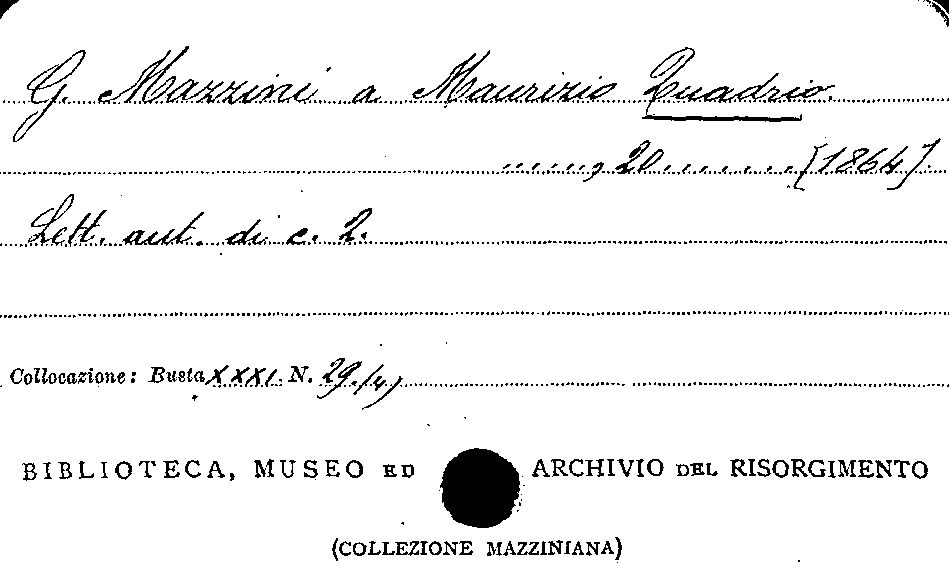 G. Mazzini a Maurizio Quadrio.
......, 20 ........ [1864].
Lett. aut. di c. 2.
Collocazione: Busta XXXI. N. 29./4)
BIBLIOTECA, MUSEO ED ARCHIVIO DEL RISORGIMENTO
(COLLEZIONE MAZZINIANA)